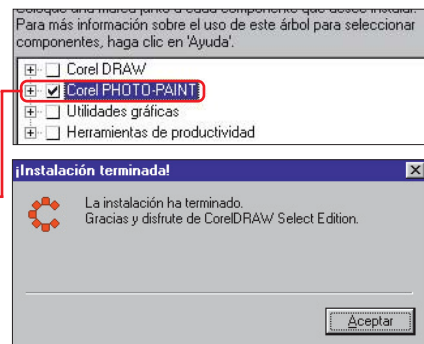 Coloque una marca junto a cada componente que desee instalar.
Para más información sobre el uso de este árbol para seleccionar
componentes, haga clic en 'Ayuda'.
Corel DRAW
Corel PHOTO-PAINT
Utilidades gráficas
Herramientas de productividad
¡Instalación terminada!
La instalación ha terminado.
Gracias y disfrute de CorelDRAW Select Edition.
Aceptar